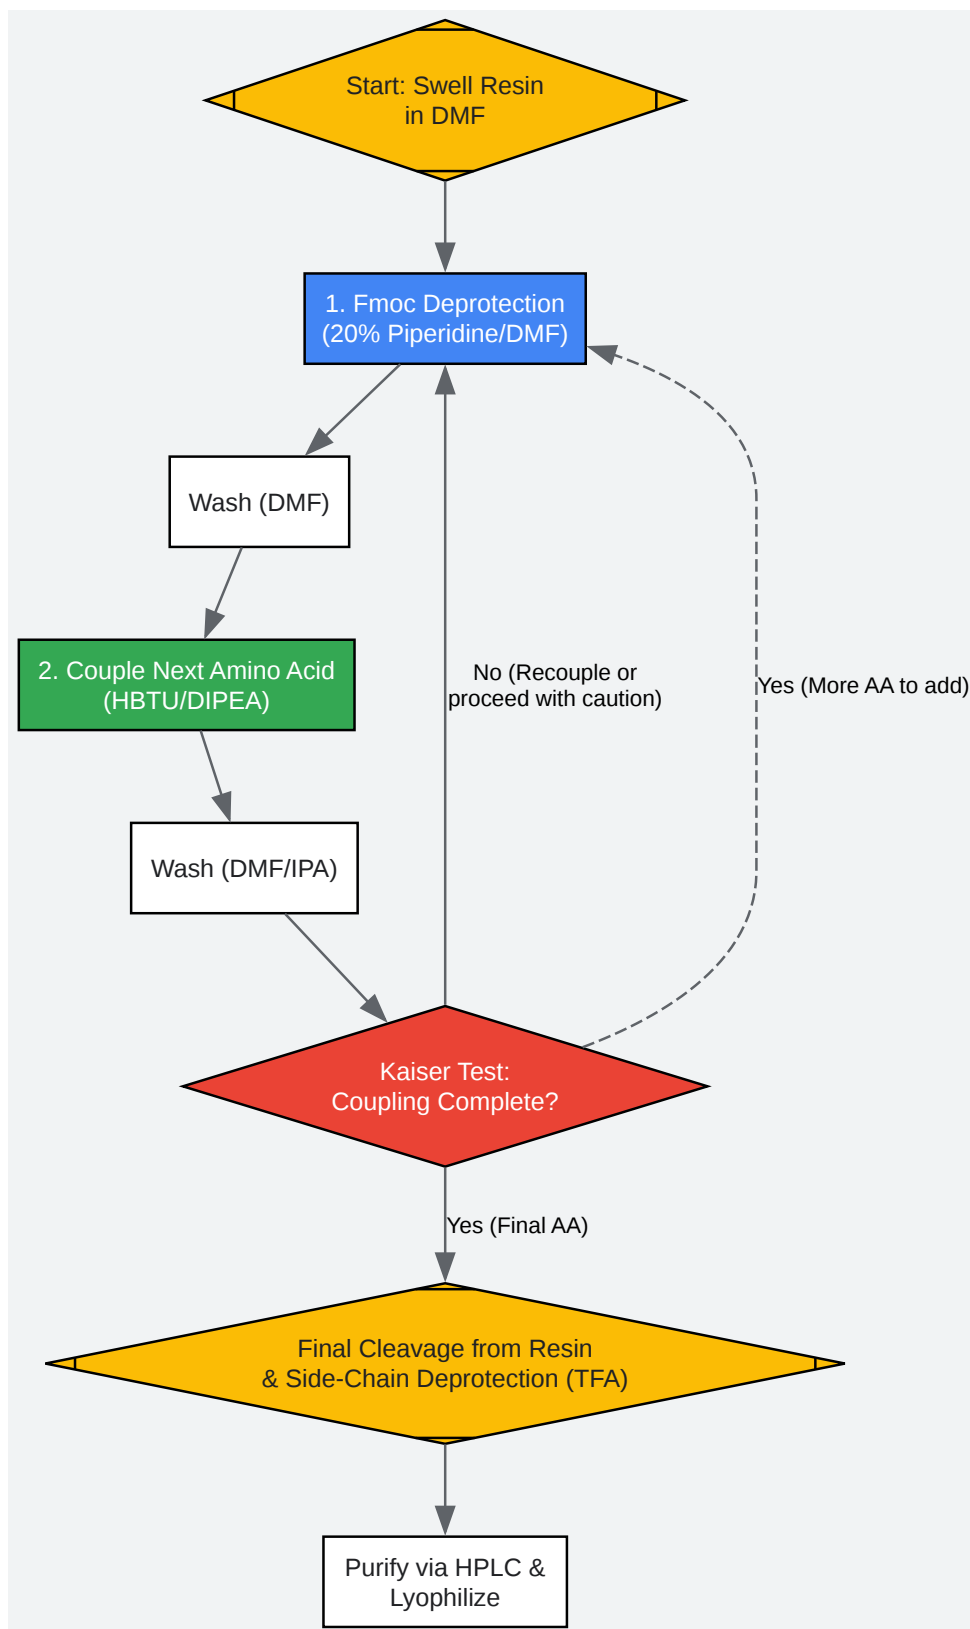 Start: Swell Resin
in DMF
1. Fmoc Deprotection
(20% Piperidine/DMF)
Wash (DMF)
2. Couple Next Amino Acid
(HBTU/DIPEA)
No (Recouple or
proceed with caution)
Yes (More AA to add)
Wash (DMF/IPA)
Kaiser Test:
Coupling Complete?
Yes (Final AA)
Final Cleavage from Resin
& Side-Chain Deprotection (TFA)
Purify via HPLC &
Lyophilize